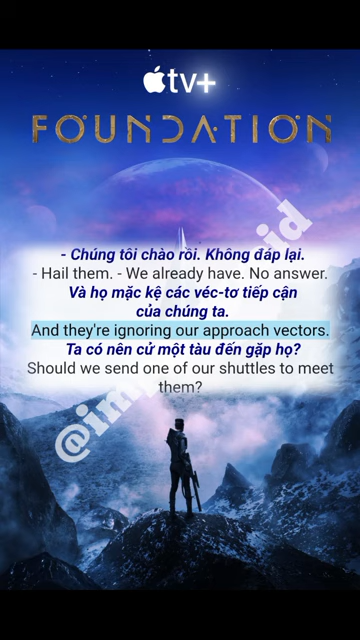 tv+
FOUNDATION
- Chúng tôi chào rồi. Không đáp lại.
- Hail them. - We already have. No answer.
Và họ mặc kệ các véc-tơ tiếp cận
của chúng ta.
And they're ignoring our approach vectors.
Ta có nên cử một tàu đến gặp họ?
Should we send one of our shuttles to meet
them?